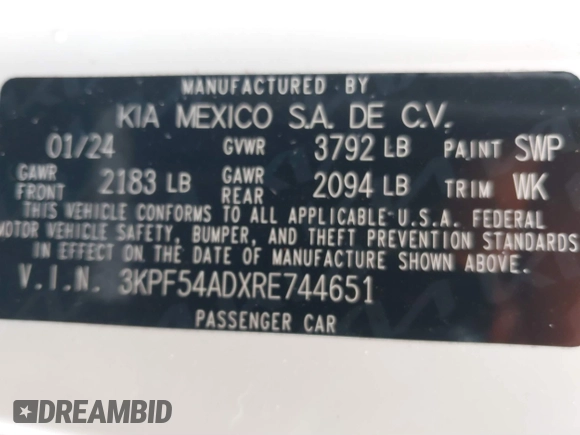 MANUFACTURED BY
KIA MEXICO S.A. DE C.V.
01/24 GVWR 3792 LB PAINT SWP
GAWR FRONT 2183 LB GAWR REAR 2094 LB TRIM WK
THIS VEHICLE CONFORMS TO ALL APPLICABLE U.S.A. FEDERAL
MOTOR VEHICLE SAFETY, BUMPER, AND THEFT PREVENTION STANDARDS
IN EFFECT ON THE DATE OF MANUFACTURE SHOWN ABOVE.
V.I.N. 3KPF54ADXRE744651
PASSENGER CAR
DREAMBID